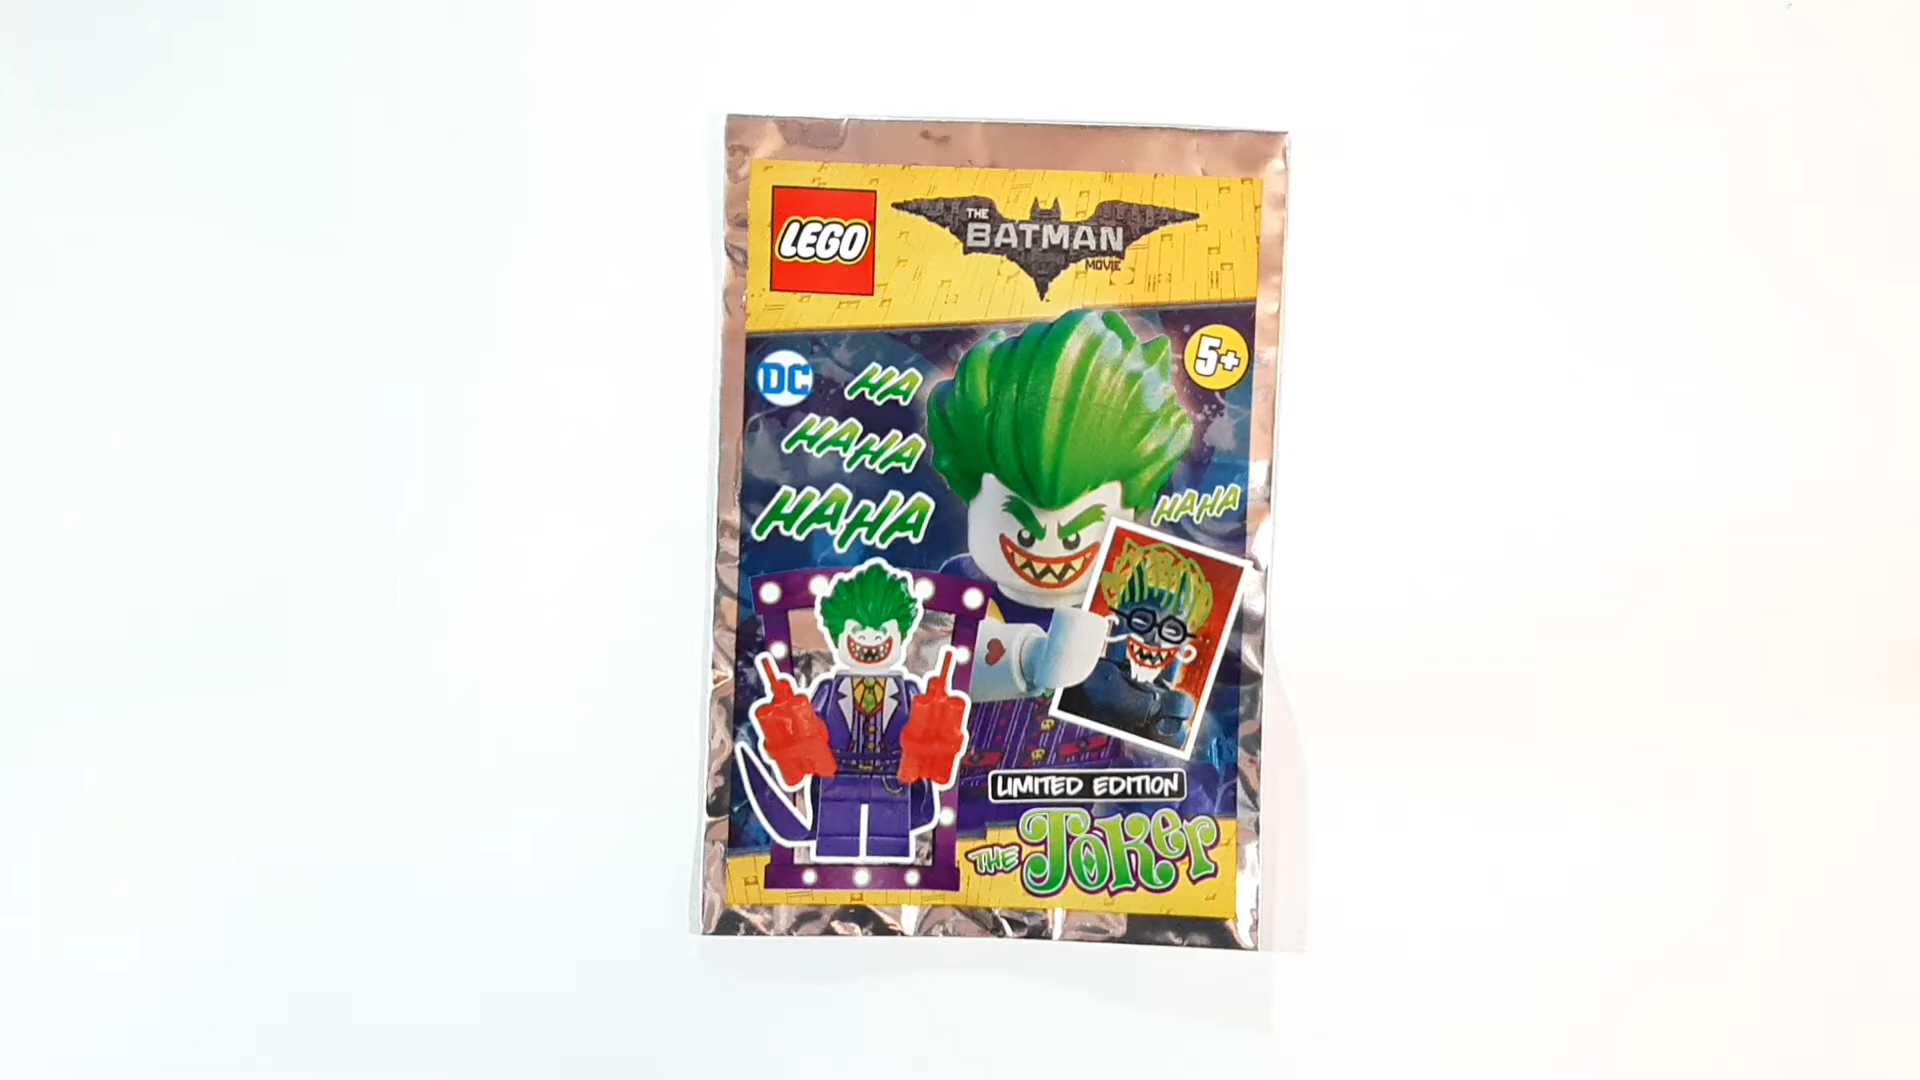 LEGO
THE
BATMAN
MOVIE
5+
DC
HA
HAHA
HAHA
HAHA
LIMITED EDITION
THE JOKER